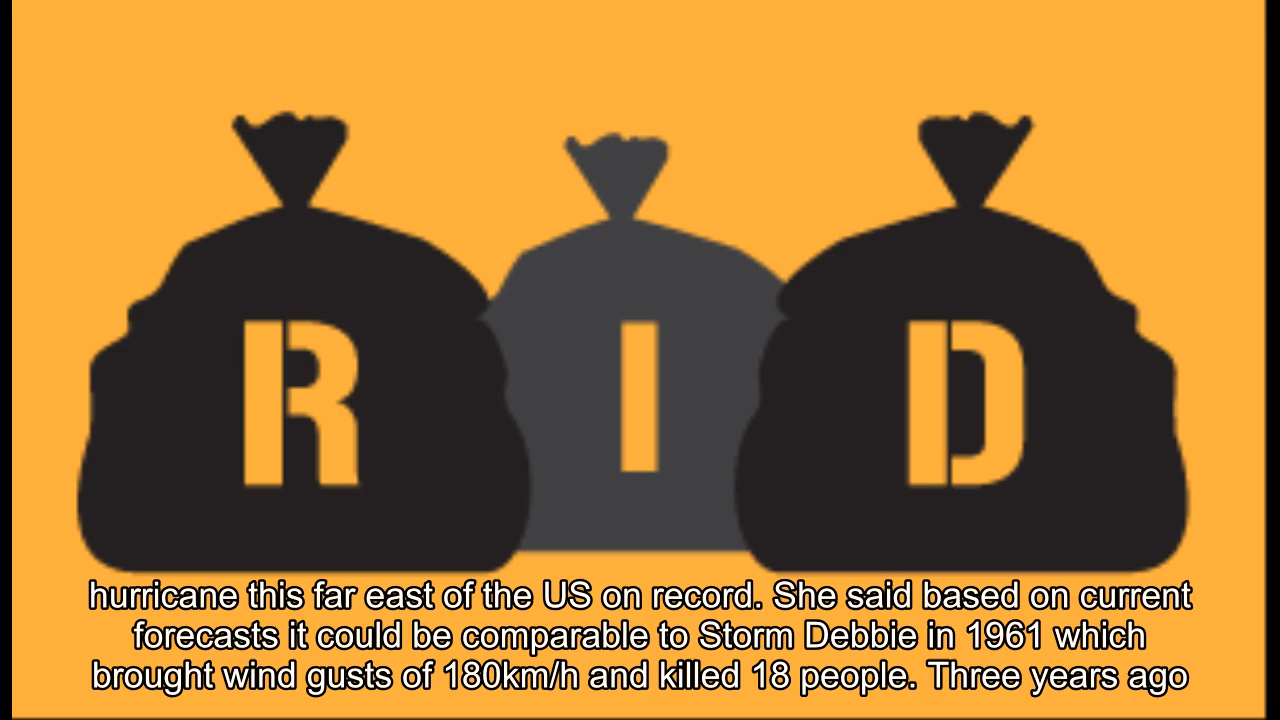 R I D
hurricane this far east of the US on record. She said based on current
forecasts it could be comparable to Storm Debbie in 1961 which
brought wind gusts of 180km/h and killed 18 people. Three years ago